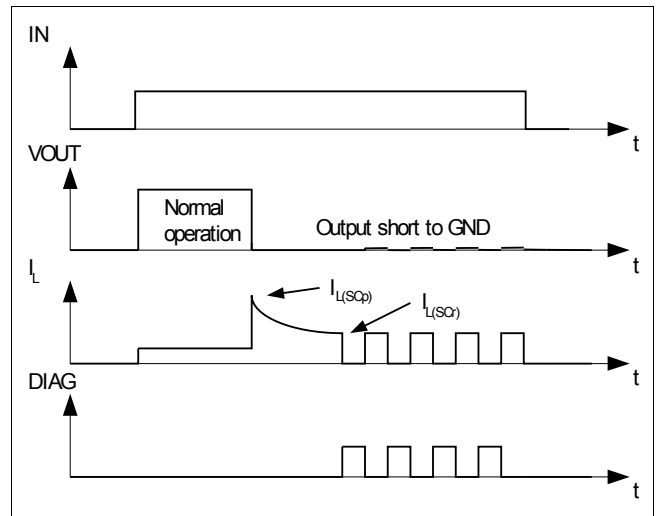 IN
t
VOUT
Normal
operation
Output short to GND
t
IL
IL(SCp)
IL(SCr)
t
DIAG
t